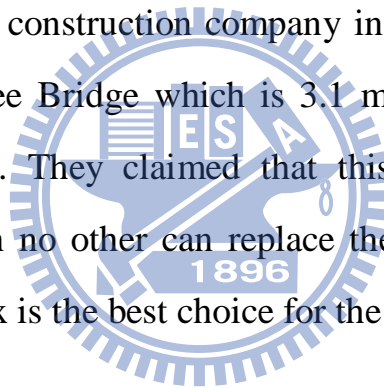 construction company in
ee Bridge which is 3.1 m
. They claimed that this
no other can replace the
x is the best choice for the
E S A
1896